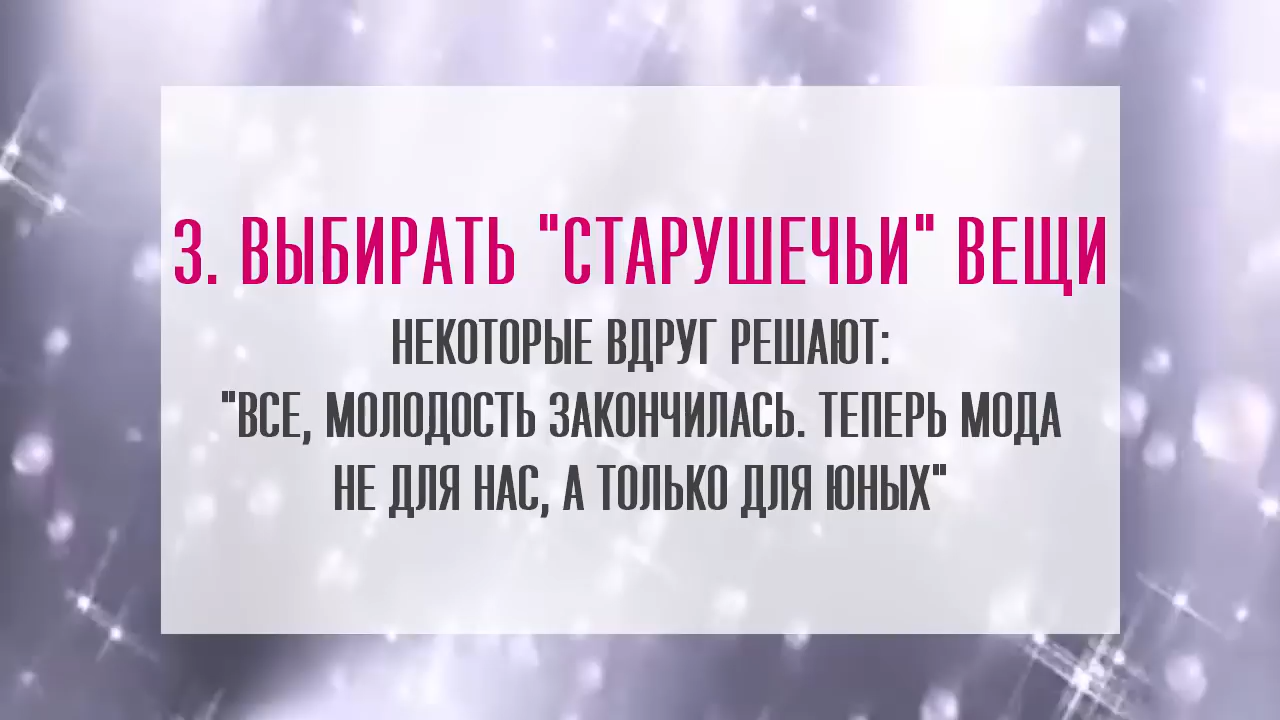 3. ВЫБИРАТЬ "СТАРУШЕЧЬИ" ВЕЩИ
НЕКОТОРЫЕ ВДРУГ РЕШАЮТ:
"ВСЕ, МОЛОДОСТЬ ЗАКОНЧИЛАСЬ. ТЕПЕРЬ МОДА
НЕ ДЛЯ НАС, А ТОЛЬКО ДЛЯ ЮНЫХ"